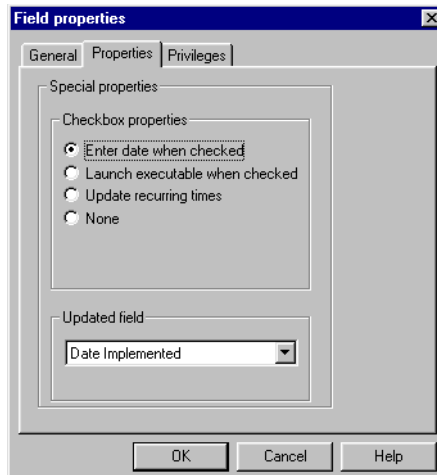 Field properties
General Properties Privileges
Special properties
Checkbox properties
Enter date when checked
Launch executable when checked
Update recurring times
None
Updated field
Date Implemented
OK Cancel Help